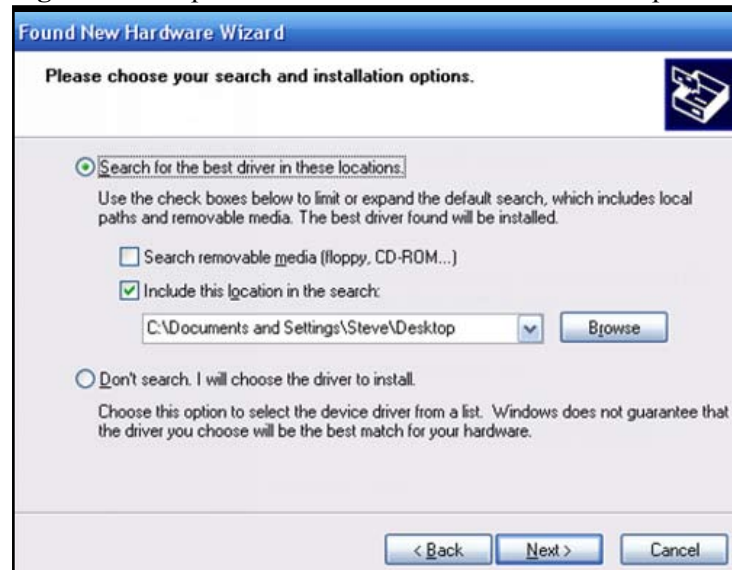 Found New Hardware Wizard
Please choose your search and installation options.
Search for the best driver in these locations.
Use the check boxes below to limit or expand the default search, which includes local
paths and removable media. The best driver found will be installed.
Search removable media (floppy, CD-ROM...)
Include this location in the search:
C:\Documents and Settings\Steve\Desktop
Browse
Don't search. I will choose the driver to install.
Choose this option to select the device driver from a list. Windows does not guarantee that
the driver you choose will be the best match for your hardware.
< Back
Next >
Cancel